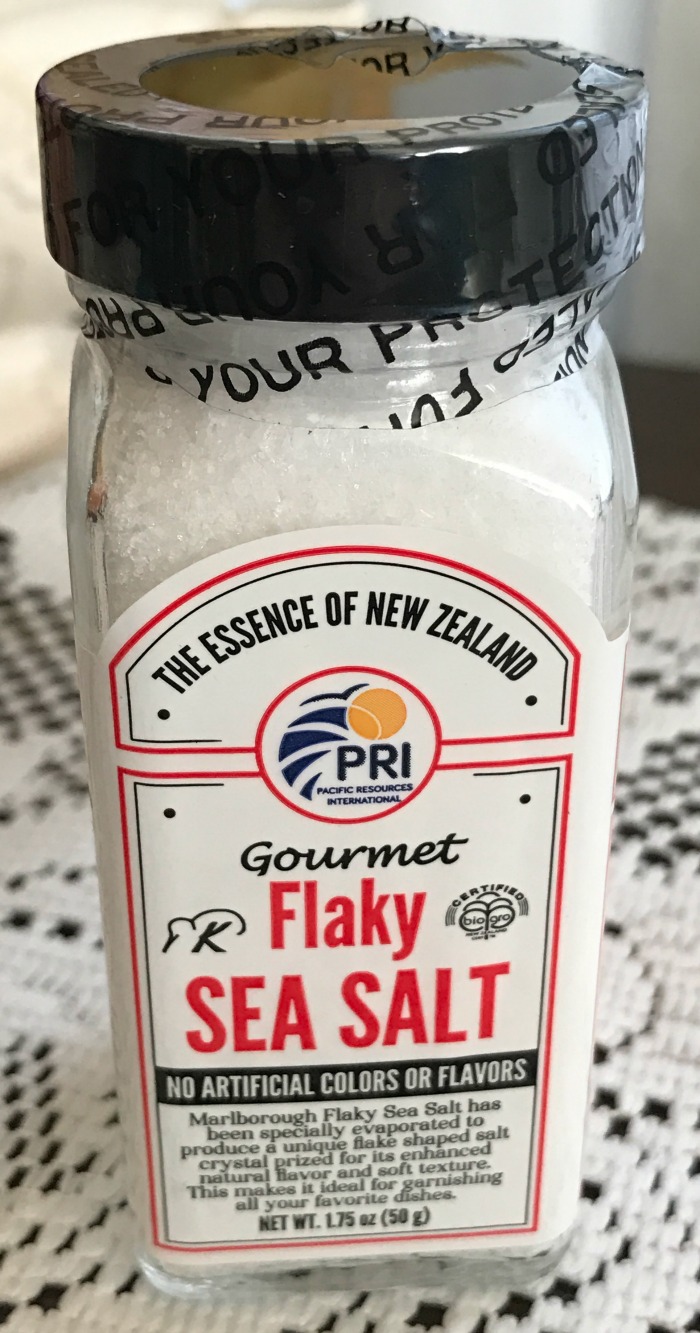 FOR YOUR PROTECTION
YOUR PROTECTION
THE ESSENCE OF NEW ZEALAND
PRI
PACIFIC RESOURCES
INTERNATIONAL
Gourmet
Flaky
K
CERTIFIED
bio gro
NEW ZEALAND
SEA SALT
NO ARTIFICIAL COLORS OR FLAVORS
Marlborough Flaky Sea Salt has
been specially evaporated to
produce a unique flake shaped salt
crystal prized for its enhanced
natural flavor and soft texture.
This makes it ideal for garnishing
all your favorite dishes.
NET WT. 1.75 oz (50 g)